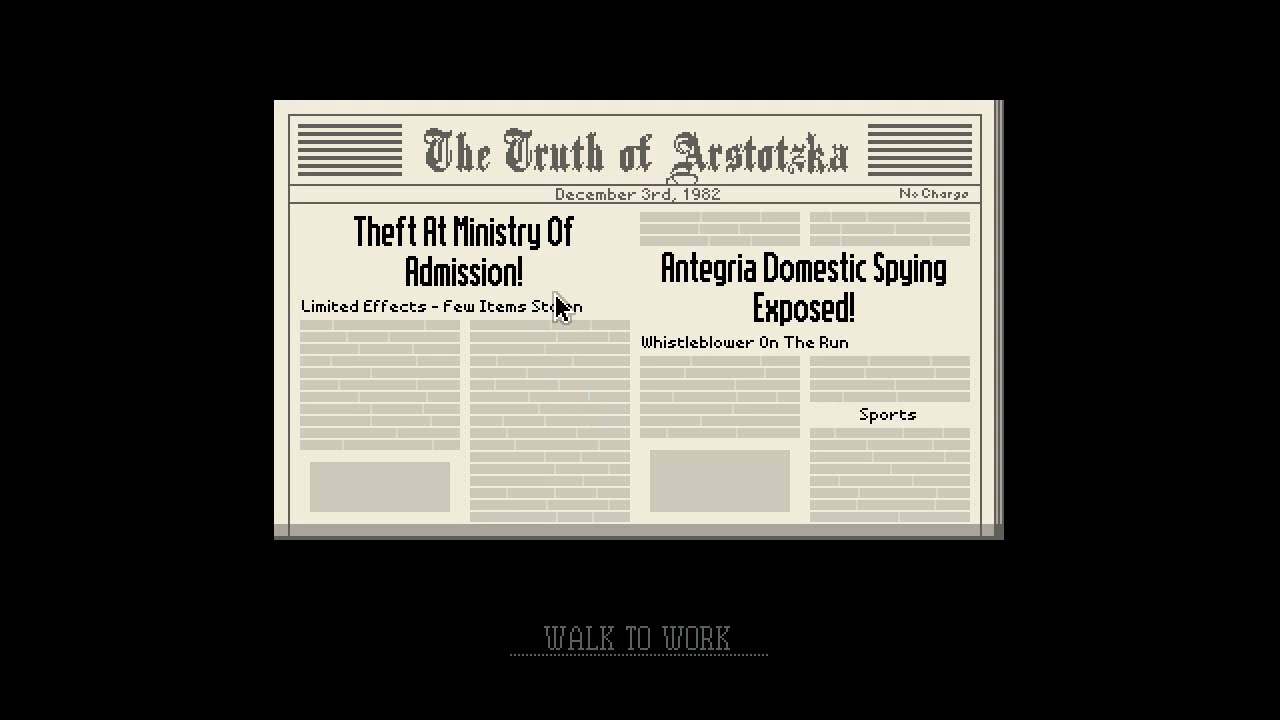 The Truth of Arstotzka
December 3rd, 1982
No Charge
Theft At Ministry Of
Admission!
Limited Effects - Few Items Stolen
Antegria Domestic Spying
Exposed!
Whistleblower On The Run
Sports
WALK TO WORK